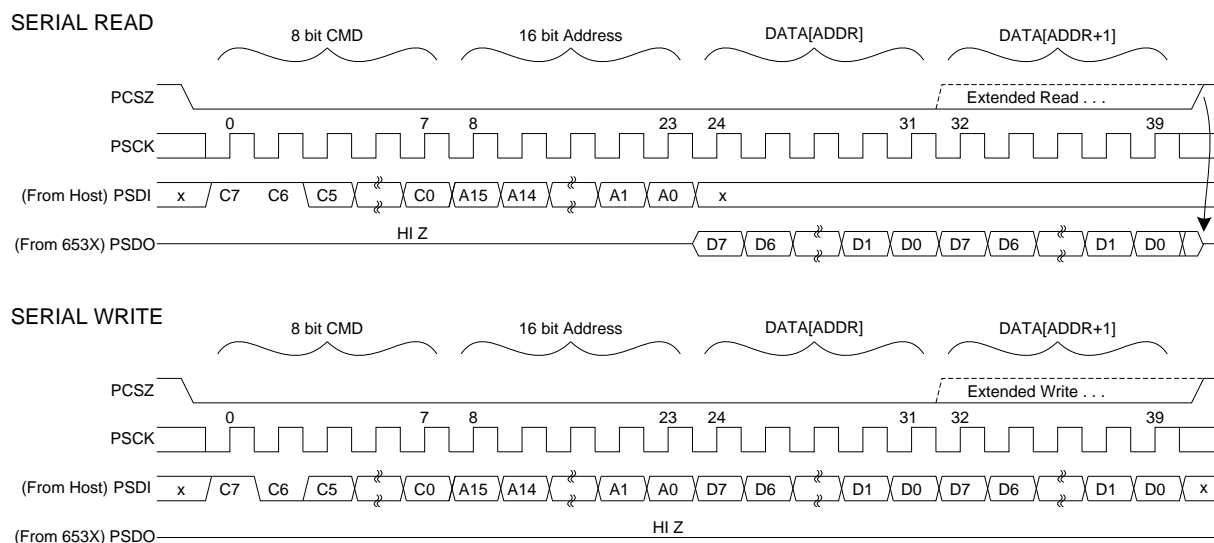 SERIAL READ
8 bit CMD 16 bit Address DATA[ADDR] DATA[ADDR+1]
PCSZ Extended Read . . .
0 7 8 23 24 31 32 39
PSCK
(From Host) PSDI x C7 C6 C5 C0 A15 A14 A1 A0 x
HI Z
(From 653X) PSDO D7 D6 D1 D0 D7 D6 D1 D0
SERIAL WRITE
8 bit CMD 16 bit Address DATA[ADDR] DATA[ADDR+1]
PCSZ Extended Write . . .
0 7 8 23 24 31 32 39
PSCK
(From Host) PSDI x C7 C6 C5 C0 A15 A14 A1 A0 D7 D6 D1 D0 D7 D6 D1 D0 x
HI Z
(From 653X) PSDO